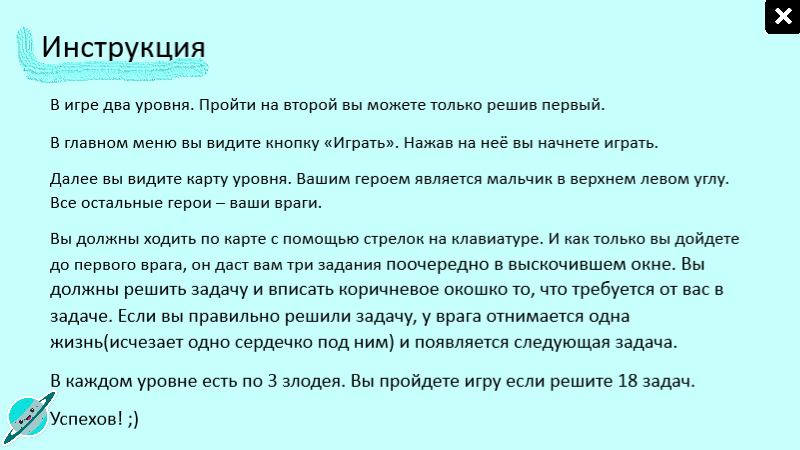 Инструкция
В игре два уровня. Пройти на второй вы можете только решив первый.
В главном меню вы видите кнопку «Играть». Нажав на неё вы начнете играть.
Далее вы видите карту уровня. Вашим героем является мальчик в верхнем левом углу.
Все остальные герои – ваши враги.
Вы должны ходить по карте с помощью стрелок на клавиатуре. И как только вы дойдете
до первого врага, он даст вам три задания поочередно в выскочившем окне. Вы
должны решить задачу и вписать коричневое окошко то, что требуется от вас в
задаче. Если вы правильно решили задачу, у врага отнимается одна
жизнь(исчезает одно сердечко под ним) и появляется следующая задача.
В каждом уровне есть по 3 злодея. Вы пройдете игру если решите 18 задач.
Успехов! ;)